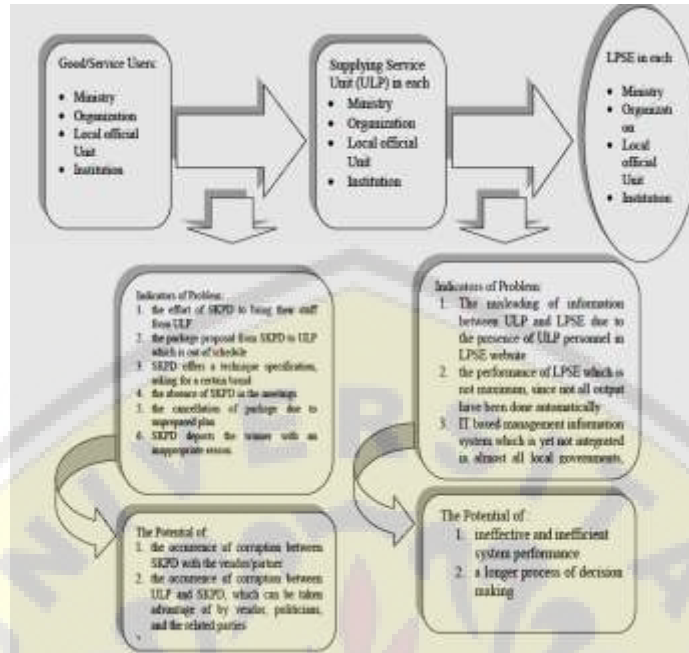 Good/Service Users:
• Ministry
• Organization
• Local official
Unit
• Institution
Supplying Service
Unit (ULP) in each
• Ministry
• Organization
• Local official
Unit
• Institution
LPSE in each
• Ministry
• Organizati
on
• Local
official
Unit
• Institution
Indicators of Problem:
1. the effort of SKPD to bring their staff
from ULP
2. the package proposal from SKPD to ULP
which is out of schedule
3. SKPD offers a technique specification,
asking for a certain brand
4. the absence of SKPD in the meetings
5. the cancellation of package due to
unprepared plan
6. SKPD the winner with an
inappropriate reason
Indicators of Problem:
1. The misleading of information
between ULP and LPSE due to
the presence of ULP personnel in
LPSE website
2. the performance of LPSE which is
not maximum, since not all output
have been done automatically
3. IT based management information
system which is yet not integrated
in almost all local governments,
The Potential of:
1. the occurrence of corruption between
SKPD with the vendor/partner
2. the occurrence of corruption between
ULP and SKPD, which can be taken
advantage of by vendor, politicians,
and the related parties
The Potential of :
1. ineffective and inefficient
system performance
2. a longer process of decision
making
UNIVERSITA